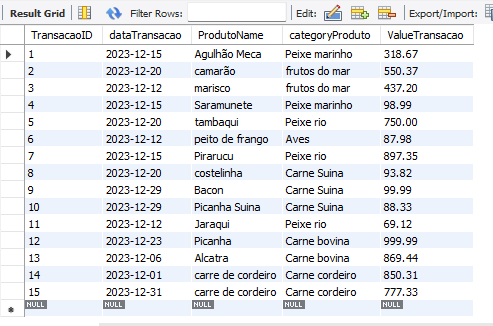 Result Grid Filter Rows: Edit: Export/Import:
TransacaoID dataTransacao ProdutoName categoryProduto ValueTransacao
1 2023-12-15 Agulhão Meca Peixe marinho 318.67
2 2023-12-20 camarão frutos do mar 550.37
3 2023-12-12 marisco frutos do mar 437.20
4 2023-12-15 Saramunete Peixe marinho 98.99
5 2023-12-20 tambaqui Peixe rio 750.00
6 2023-12-12 peito de frango Aves 87.98
7 2023-12-15 Pirarucu Peixe rio 897.35
8 2023-12-20 costelinha Carne Suina 93.82
9 2023-12-29 Bacon Carne Suina 99.99
10 2023-12-29 Picanha Suina Carne Suina 88.33
11 2023-12-12 Jaraqui Peixe rio 69.12
12 2023-12-23 Picanha Carne bovina 999.99
13 2023-12-06 Alcatra Carne bovina 869.44
14 2023-12-01 carre de cordeiro Carne cordeiro 850.31
15 2023-12-31 carre de cordeiro Carne cordeiro 777.33
NULL NULL NULL NULL NULL